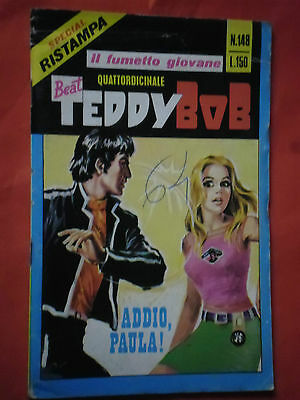 SPECIAL
RISTAMPA
il fumetto giovane
N.148
L.150
Beat
QUATTORDICINALE
TEDDY BOB
64
ADDIO,
PAULA!